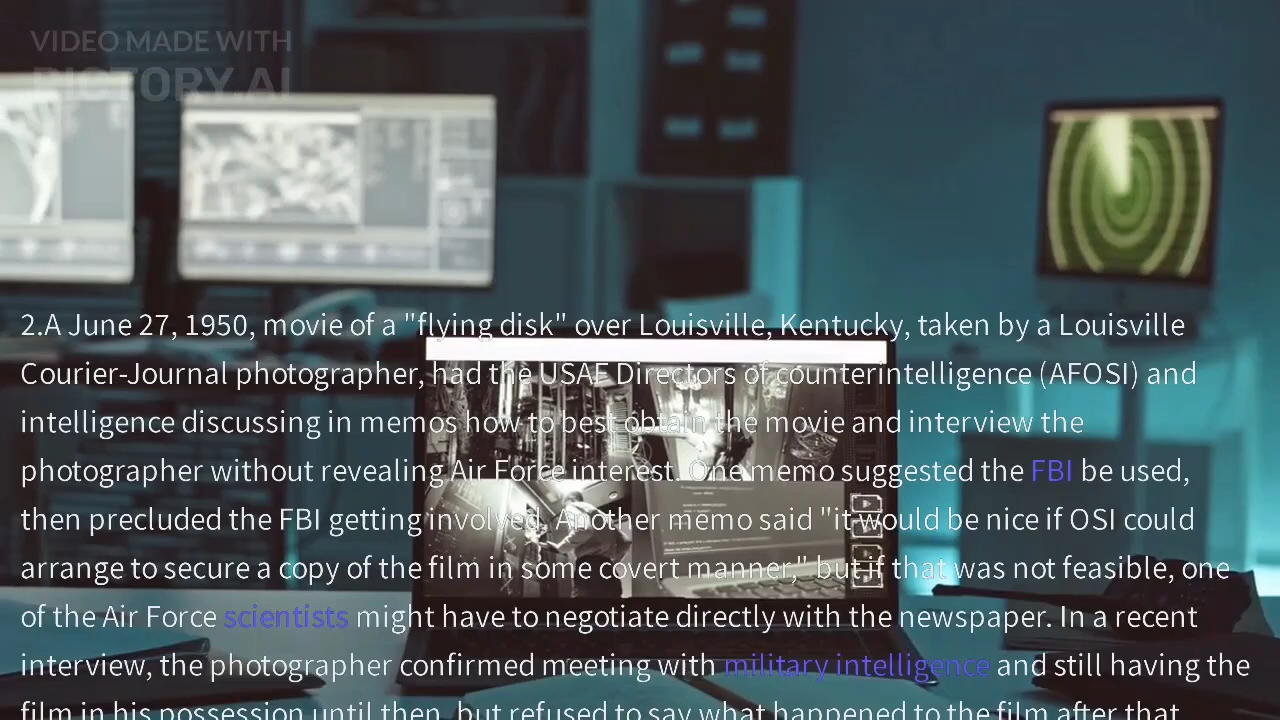 VIDEO MADE WITH
PICTORY.AI
2.A June 27, 1950, movie of a "flying disk" over Louisville, Kentucky, taken by a Louisville
Courier-Journal photographer, had the USAF Directors of counterintelligence (AFOSI) and
intelligence discussing in memos how to best obtain the movie and interview the
photographer without revealing Air Force interest. One memo suggested the FBI be used,
then precluded the FBI getting involved. Another memo said "it would be nice if OSI could
arrange to secure a copy of the film in some covert manner," but if that was not feasible, one
of the Air Force scientists might have to negotiate directly with the newspaper. In a recent
interview, the photographer confirmed meeting with military intelligence and still having the
film in his possession until then, but refused to say what happened to the film after that.